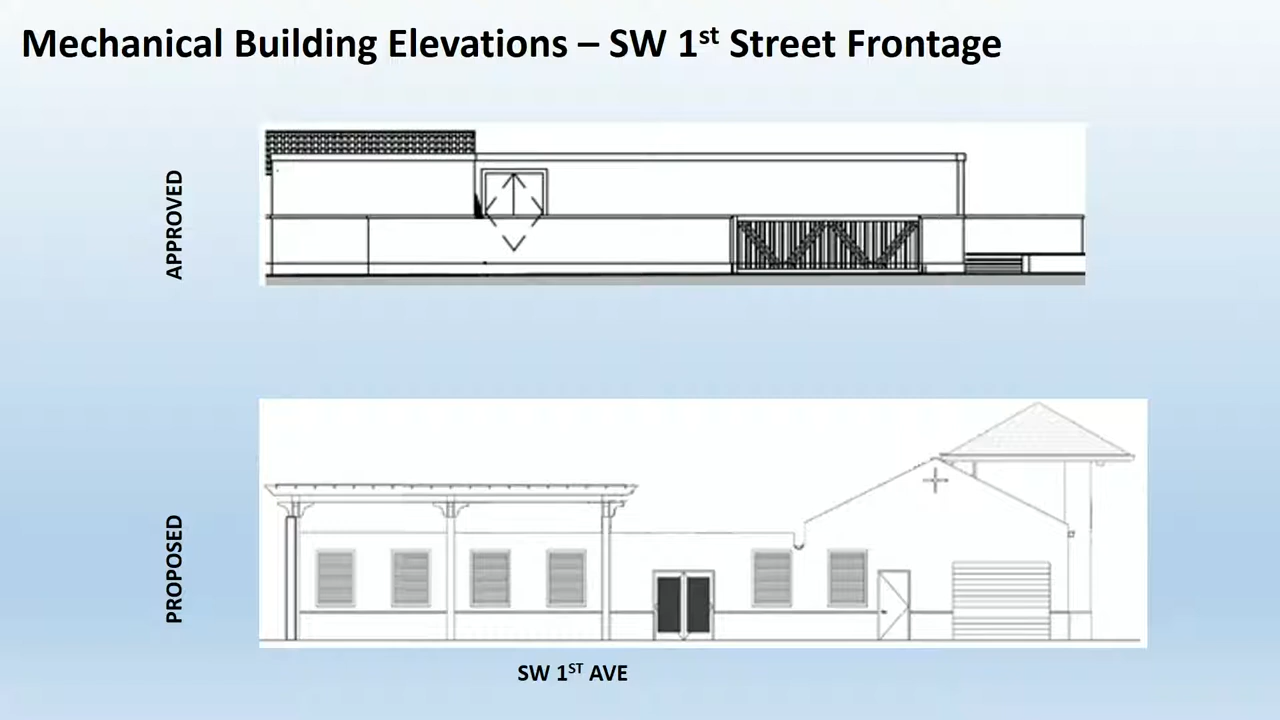 Mechanical Building Elevations – SW 1st Street Frontage
APPROVED
PROPOSED
SW 1ST AVE